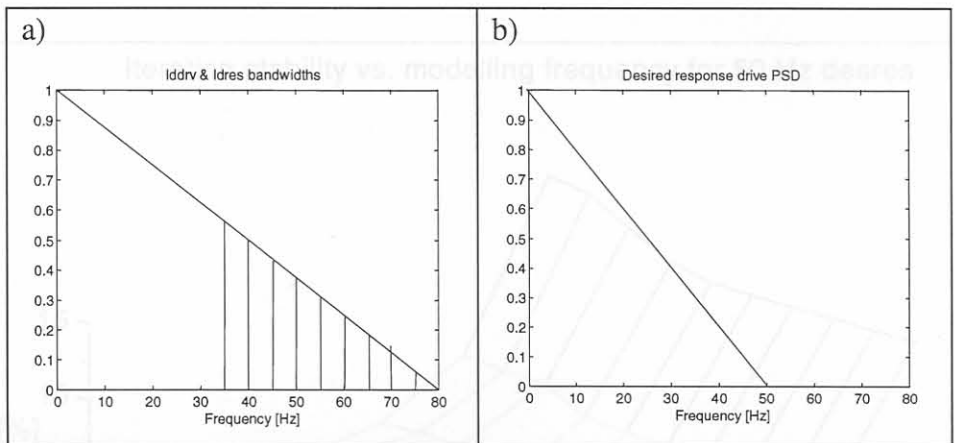 a)
Iddrv & Idres bandwidths
1
0.9
0.8
0.7
0.6
0.5
0.4
0.3
0.2
0.1
0
0 10 20 30 40 50 60 70 80
Frequency [Hz]
b)
Desired response drive PSD
1
0.9
0.8
0.7
0.6
0.5
0.4
0.3
0.2
0.1
0
0 10 20 30 40 50 60 70 80
Frequency [Hz]